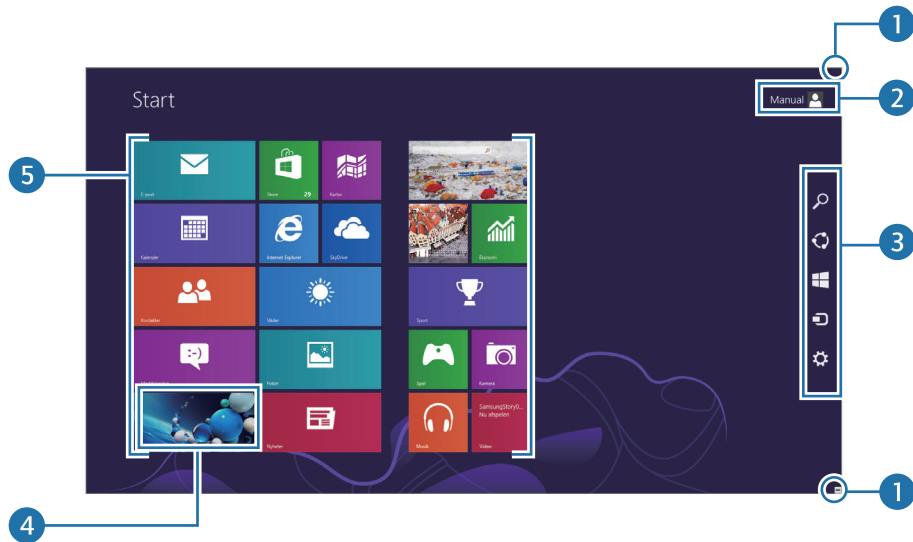 1
Start
Manual
2
5
E-post
Store
29
Kartor
3
Kalender
Internet Explorer
SkyDrive
Ekonomi
Kontakter
Väder
Sport
:-)
Foton
Spel
Kamera
Nyheter
Musik
SamsungStory0...
Nu afspelen
Video
1
4